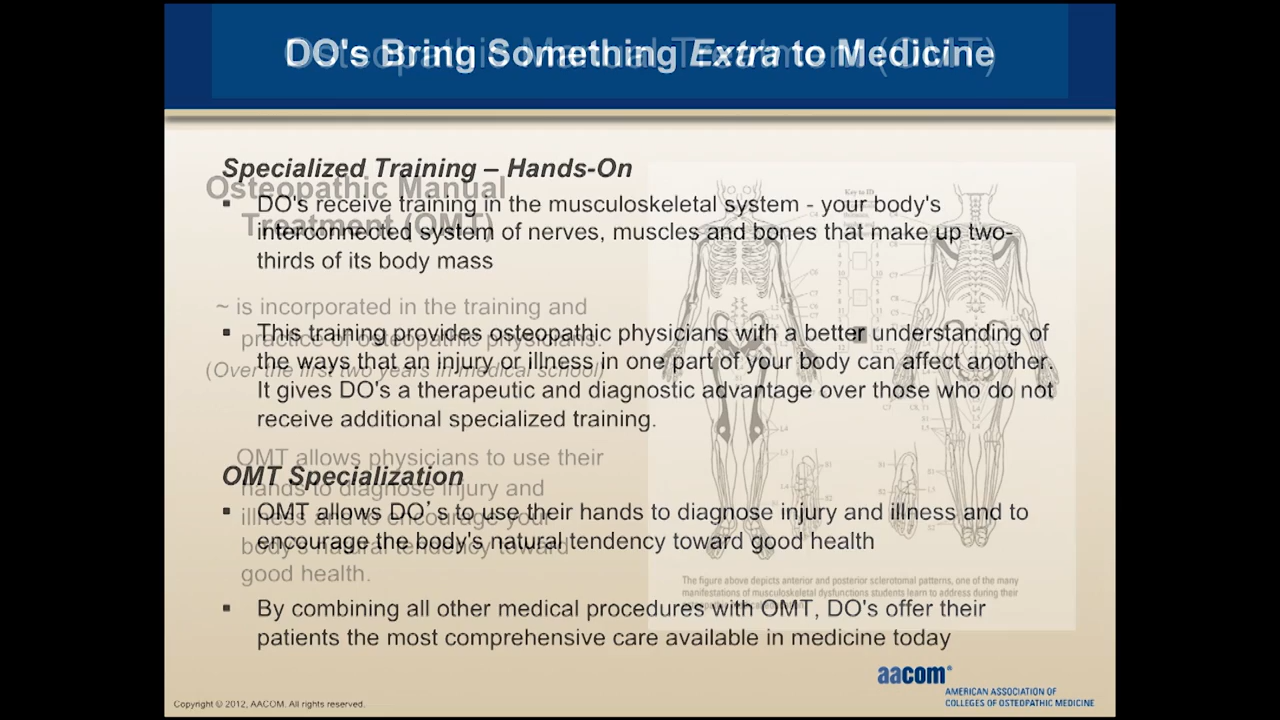 DO's Bring Something Extra to Medicine
Osteopathic Manual Treatment (OMT)
Specialized Training – Hands-On
▪ DO's receive training in the musculoskeletal system - your body's
interconnected system of nerves, muscles and bones that make up two-
thirds of its body mass
▪ This training provides osteopathic physicians with a better understanding of
the ways that an injury or illness in one part of your body can affect another.
It gives DO's a therapeutic and diagnostic advantage over those who do not
receive additional specialized training.
OMT Specialization
▪ OMT allows DO’s to use their hands to diagnose injury and illness and to
encourage the body's natural tendency toward good health
▪ By combining all other medical procedures with OMT, DO's offer their
patients the most comprehensive care available in medicine today
Osteopathic Manual
Treatment (OMT)
~ is incorporated in the training and
practice of osteopathic physicians.
(Over the first two years in medical school)
OMT allows physicians to use their
hands to diagnose injury and
illness and to encourage your
body's natural tendency toward
good health.
Key to ID
The figure above depicts anterior and posterior sclerotomal patterns, one of the many
manifestations of musculoskeletal dysfunctions students learn to address during their
aacom®
AMERICAN ASSOCIATION OF
COLLEGES OF OSTEOPATHIC MEDICINE
Copyright © 2012, AACOM. All rights reserved.